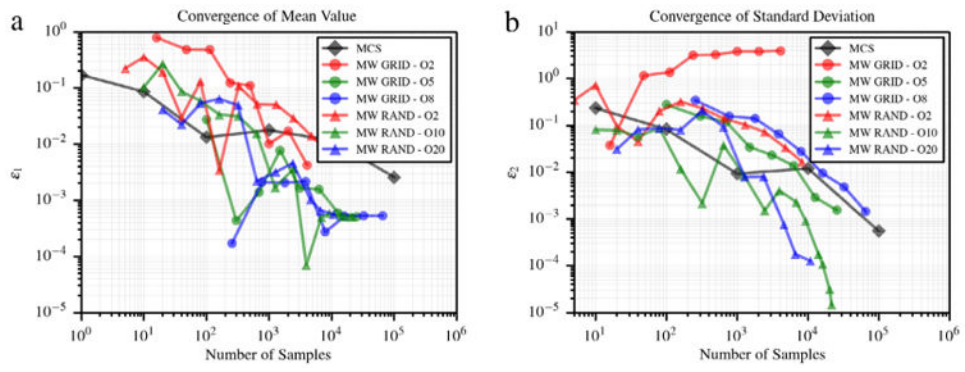 a
Convergence of Mean Value
10^0
10^-1
10^-2
10^-3
10^-4
10^-5
ε1
MCS
MW GRID - O2
MW GRID - O5
MW GRID - O8
MW RAND - O2
MW RAND - O10
MW RAND - O20
10^0 10^1 10^2 10^3 10^4 10^5 10^6
Number of Samples
b
Convergence of Standard Deviation
10^1
10^0
10^-1
10^-2
10^-3
10^-4
10^-5
ε2
MCS
MW GRID - O2
MW GRID - O5
MW GRID - O8
MW RAND - O2
MW RAND - O10
MW RAND - O20
10^1 10^2 10^3 10^4 10^5 10^6
Number of Samples